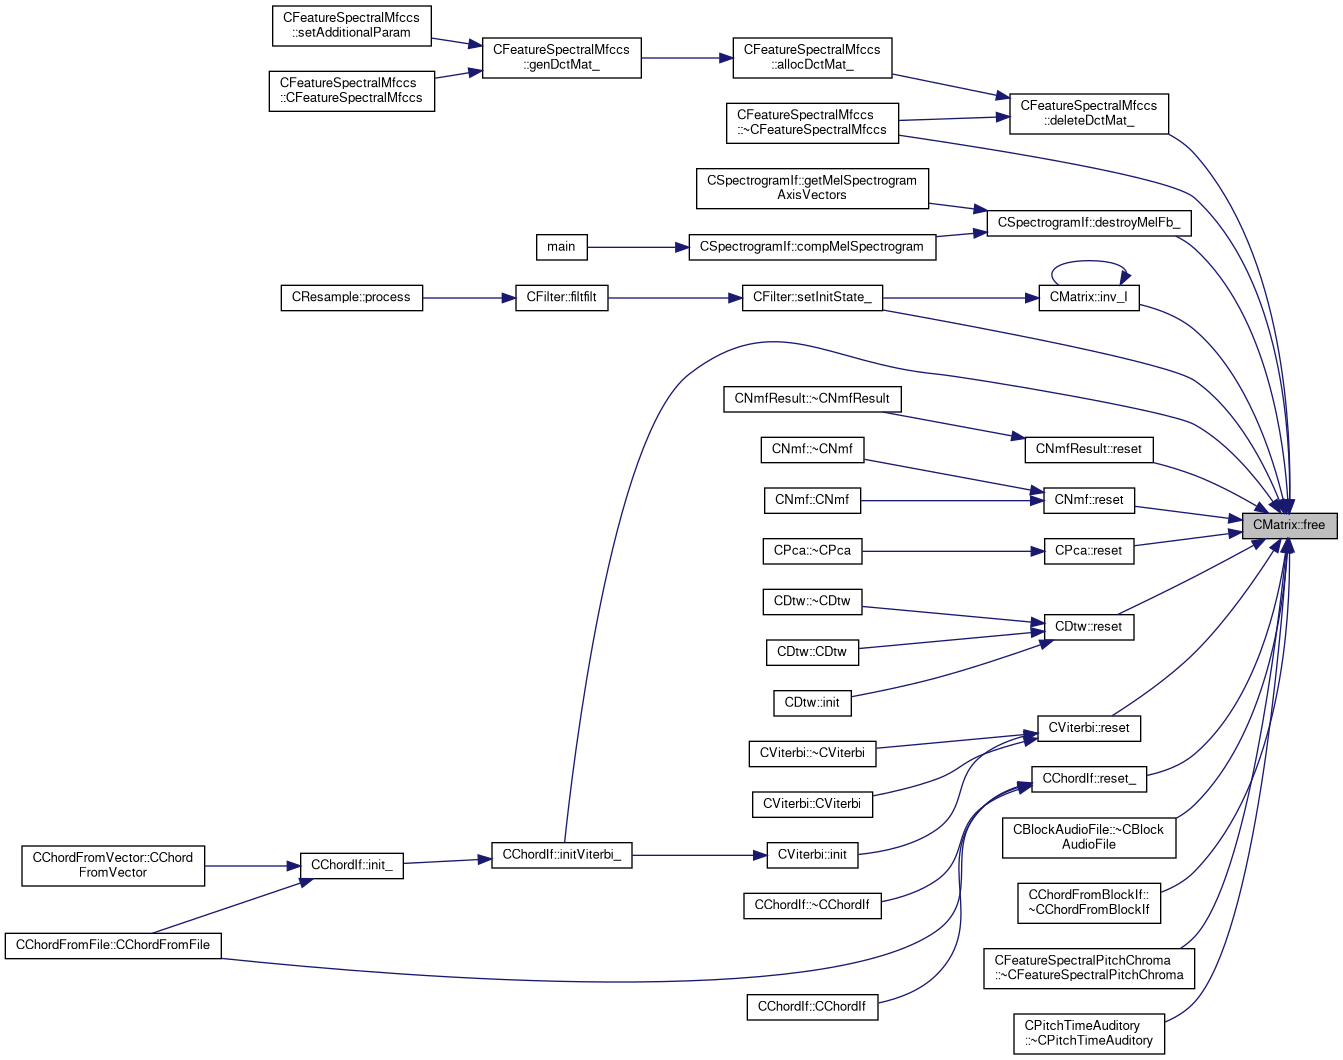 CFeatureSpectralMfccs
::setAdditionalParam
CFeatureSpectralMfccs
::genDctMat_
CFeatureSpectralMfccs
::allocDctMat_
CFeatureSpectralMfccs
::CFeatureSpectralMfccs
CFeatureSpectralMfccs
::~CFeatureSpectralMfccs
CFeatureSpectralMfccs
::deleteDctMat_
CSpectrogramIf::getMelSpectrogram
AxisVectors
CSpectrogramIf::destroyMelFb_
main
CSpectrogramIf::compMelSpectrogram
CResample::process
CFilter::filtfilt
CFilter::setInitState_
CMatrix::inv_I
CNmfResult::~CNmfResult
CNmf::~CNmf
CNmfResult::reset
CNmf::CNmf
CNmf::reset
CMatrix::free
CPca::~CPca
CPca::reset
CDtw::~CDtw
CDtw::reset
CDtw::CDtw
CDtw::init
CViterbi::reset
CViterbi::~CViterbi
CChordIf::reset_
CViterbi::CViterbi
CBlockAudioFile::~CBlock
AudioFile
CChordFromVector::CChord
FromVector
CChordIf::init_
CChordIf::initViterbi_
CViterbi::init
CChordIf::~CChordIf
CChordFromBlockIf::
~CChordFromBlockIf
CChordFromFile::CChordFromFile
CFeatureSpectralPitchChroma
::~CFeatureSpectralPitchChroma
CChordIf::CChordIf
CPitchTimeAuditory
::~CPitchTimeAuditory